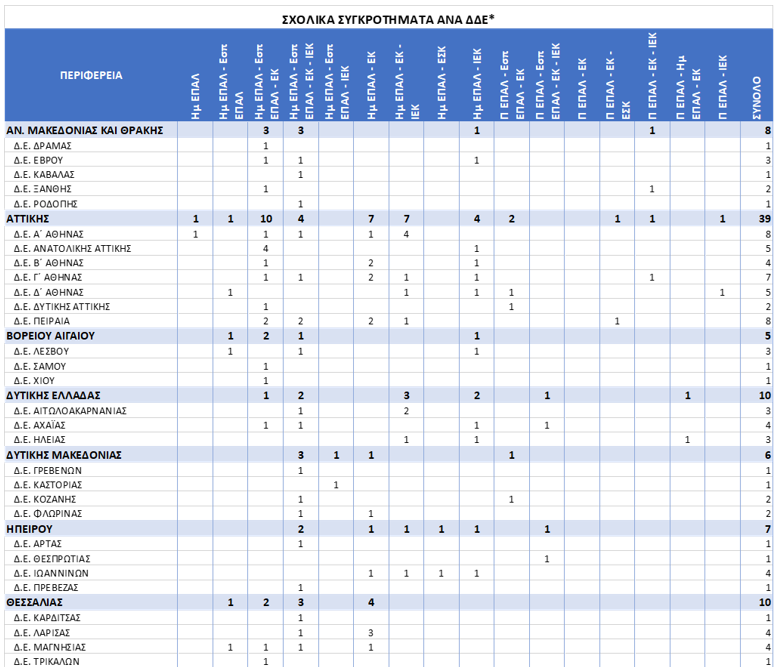 ΣΧΟΛΙΚΑ ΣΥΓΚΡΟΤΗΜΑΤΑ ΑΝΑ ΔΔΕ*
ΠΕΡΙΦΕΡΕΙΑ Ημ ΕΠΑΛ Ημ ΕΠΑΛ - Εσπ ΕΠΑΛ Ημ ΕΠΑΛ - Εσπ ΕΠΑΛ - ΕΚ Ημ ΕΠΑΛ - Εσπ ΕΠΑΛ - ΕΚ - ΙΕΚ Ημ ΕΠΑΛ - Εσπ ΕΠΑΛ - ΙΕΚ Ημ ΕΠΑΛ - ΕΚ Ημ ΕΠΑΛ - ΕΚ - ΙΕΚ Ημ ΕΠΑΛ - ΕΣΚ Ημ ΕΠΑΛ - ΙΕΚ Π ΕΠΑΛ - Εσπ ΕΠΑΛ - ΕΚ Π ΕΠΑΛ - Εσπ ΕΠΑΛ - ΕΚ - ΙΕΚ Π ΕΠΑΛ - ΕΚ Π ΕΠΑΛ - ΕΚ - ΕΣΚ Π ΕΠΑΛ - ΕΚ - ΙΕΚ Π ΕΠΑΛ - Ημ ΕΠΑΛ - ΕΚ Π ΕΠΑΛ - ΙΕΚ ΣΥΝΟΛΟ
ΑΝ. ΜΑΚΕΔΟΝΙΑΣ ΚΑΙ ΘΡΑΚΗΣ 3 3 1 1 8
Δ.Ε. ΔΡΑΜΑΣ 1 1
Δ.Ε. ΕΒΡΟΥ 1 1 1 3
Δ.Ε. ΚΑΒΑΛΑΣ 1 1
Δ.Ε. ΞΑΝΘΗΣ 1 1 2
Δ.Ε. ΡΟΔΟΠΗΣ 1 1
ΑΤΤΙΚΗΣ 1 1 10 4 7 7 4 2 1 1 1 39
Δ.Ε. Α΄ ΑΘΗΝΑΣ 1 1 1 1 4 8
Δ.Ε. ΑΝΑΤΟΛΙΚΗΣ ΑΤΤΙΚΗΣ 4 1 5
Δ.Ε. Β΄ ΑΘΗΝΑΣ 1 2 1 4
Δ.Ε. Γ΄ ΑΘΗΝΑΣ 1 1 2 1 1 1 7
Δ.Ε. Δ΄ ΑΘΗΝΑΣ 1 1 1 1 1 5
Δ.Ε. ΔΥΤΙΚΗΣ ΑΤΤΙΚΗΣ 1 1 2
Δ.Ε. ΠΕΙΡΑΙΑ 2 2 2 1 1 8
ΒΟΡΕΙΟΥ ΑΙΓΑΙΟΥ 1 2 1 1 5
Δ.Ε. ΛΕΣΒΟΥ 1 1 1 3
Δ.Ε. ΣΑΜΟΥ 1 1
Δ.Ε. ΧΙΟΥ 1 1
ΔΥΤΙΚΗΣ ΕΛΛΑΔΑΣ 1 2 3 2 1 1 10
Δ.Ε. ΑΙΤΩΛΟΑΚΑΡΝΑΝΙΑΣ 1 2 3
Δ.Ε. ΑΧΑΪΑΣ 1 1 1 1 4
Δ.Ε. ΗΛΕΙΑΣ 1 1 1 3
ΔΥΤΙΚΗΣ ΜΑΚΕΔΟΝΙΑΣ 3 1 1 1 6
Δ.Ε. ΓΡΕΒΕΝΩΝ 1 1
Δ.Ε. ΚΑΣΤΟΡΙΑΣ 1 1
Δ.Ε. ΚΟΖΑΝΗΣ 1 1 2
Δ.Ε. ΦΛΩΡΙΝΑΣ 1 1 2
ΗΠΕΙΡΟΥ 2 1 1 1 1 1 7
Δ.Ε. ΑΡΤΑΣ 1 1
Δ.Ε. ΘΕΣΠΡΩΤΙΑΣ 1 1
Δ.Ε. ΙΩΑΝΝΙΝΩΝ 1 1 1 1 4
Δ.Ε. ΠΡΕΒΕΖΑΣ 1 1
ΘΕΣΣΑΛΙΑΣ 1 2 3 4 10
Δ.Ε. ΚΑΡΔΙΤΣΑΣ 1 1
Δ.Ε. ΛΑΡΙΣΑΣ 1 3 4
Δ.Ε. ΜΑΓΝΗΣΙΑΣ 1 1 1 1 4
Δ.Ε. ΤΡΙΚΑΛΩΝ 1 1